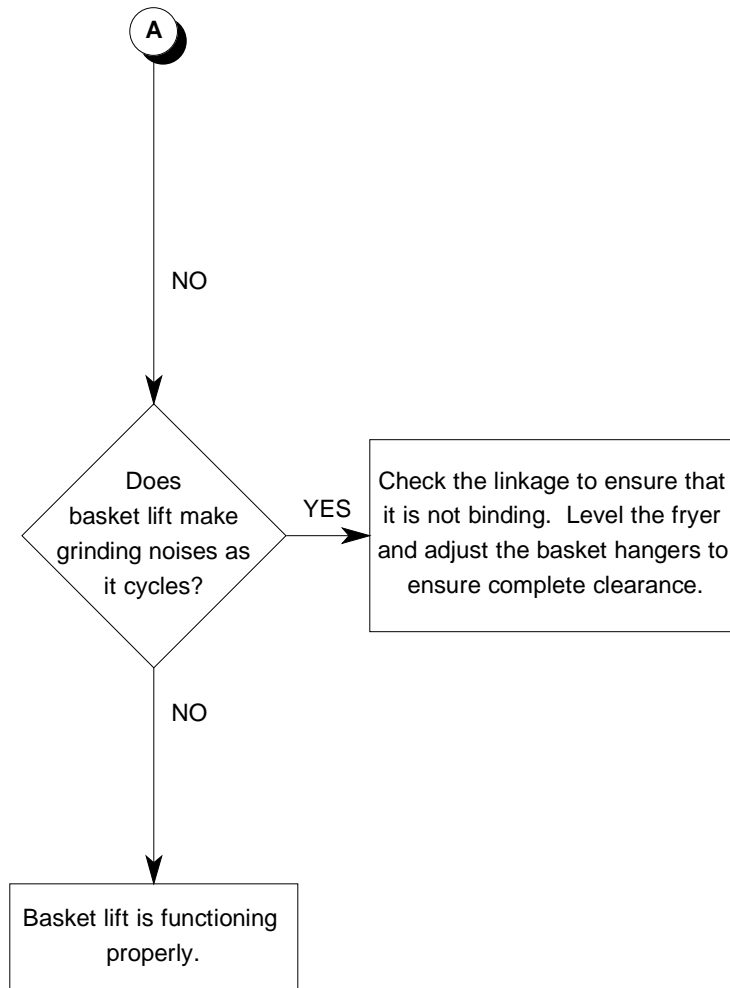 A
NO
Does
basket lift make
grinding noises as
it cycles?
YES
Check the linkage to ensure that
it is not binding.  Level the fryer
and adjust the basket hangers to
ensure complete clearance.
NO
Basket lift is functioning
properly.